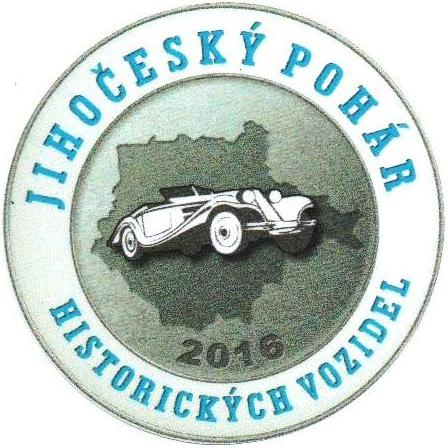 JIHOČESKÝ POHÁR
2016
HISTORICKÝCH VOZIDEL